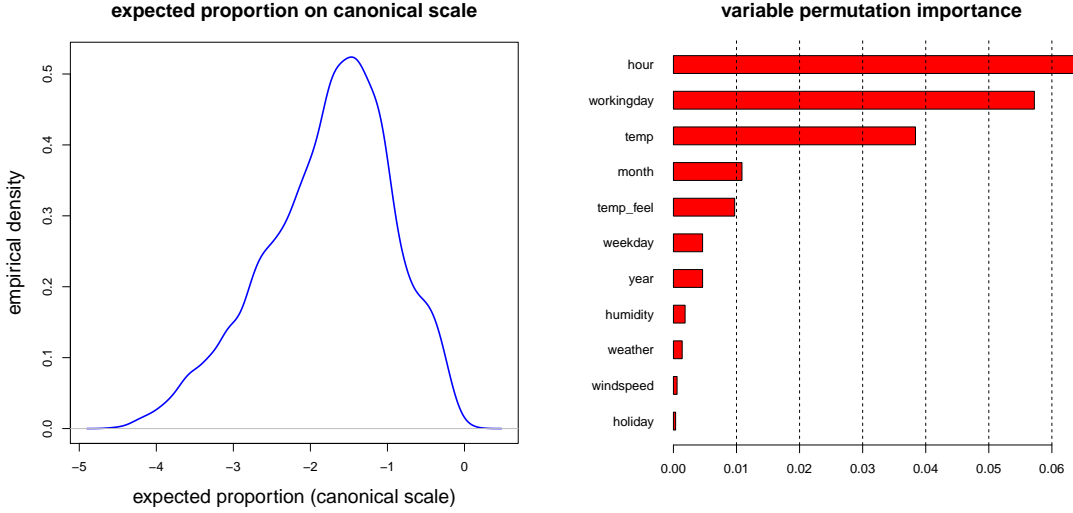 expected proportion on canonical scale
empirical density
0.5
0.4
0.3
0.2
0.1
0.0
−5 −4 −3 −2 −1 0
expected proportion (canonical scale)
variable permutation importance
hour
workingday
temp
month
temp_feel
weekday
year
humidity
weather
windspeed
holiday
0.00 0.01 0.02 0.03 0.04 0.05 0.06